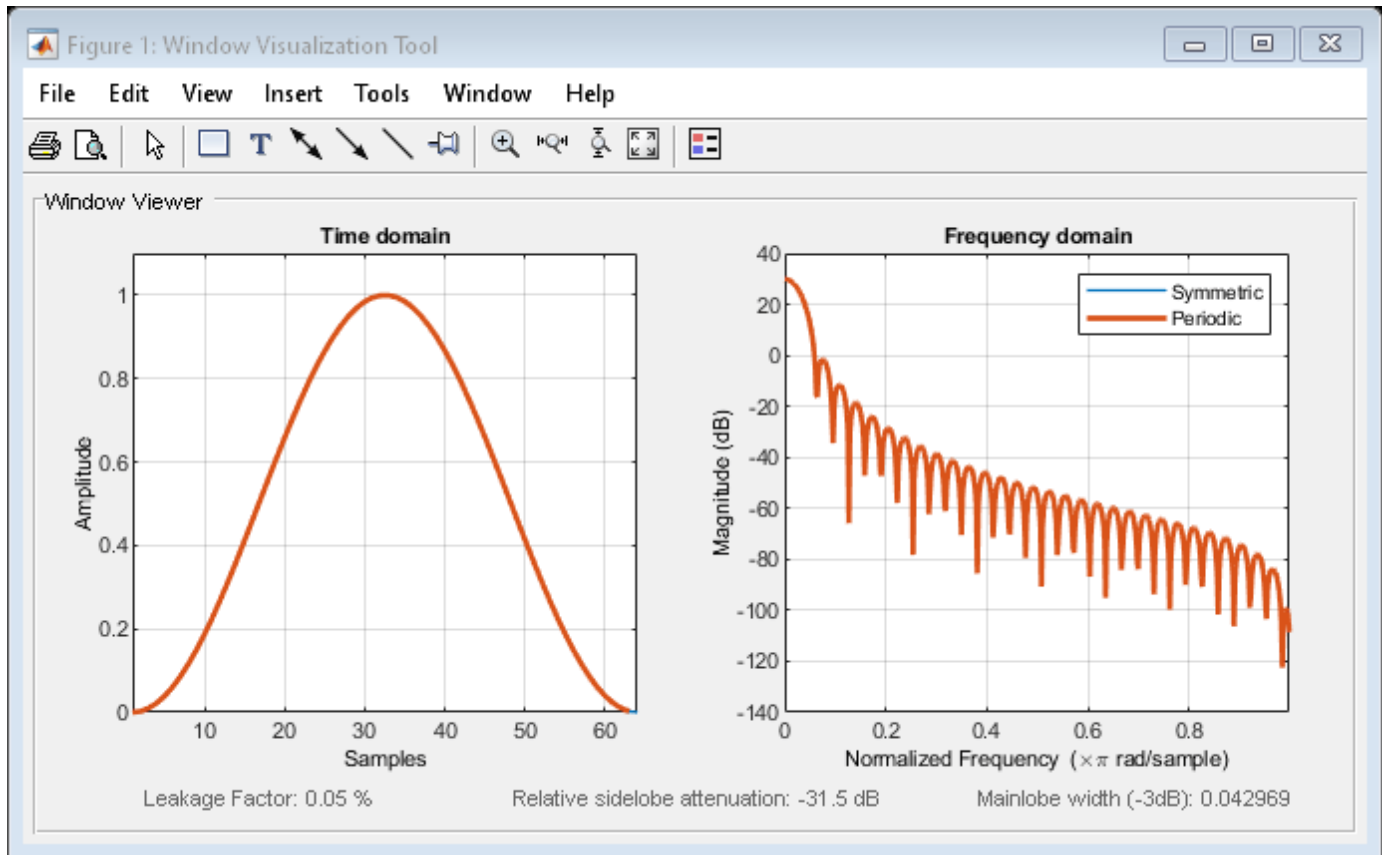 Figure 1: Window Visualization Tool
File Edit View Insert Tools Window Help
T
Window Viewer
Time domain
Amplitude
1
0.8
0.6
0.4
0.2
0
10 20 30 40 50 60
Samples
Frequency domain
Symmetric
Periodic
Magnitude (dB)
40
20
0
-20
-40
-60
-80
-100
-120
-140
0 0.2 0.4 0.6 0.8
Normalized Frequency (×π rad/sample)
Leakage Factor: 0.05 % Relative sidelobe attenuation: -31.5 dB Mainlobe width (-3dB): 0.042969